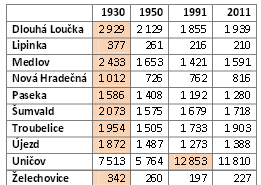 1930 1950 1991 2011
Dlouhá Loučka 2 929 2 129 1 855 1 939
Lipinka 377 261 216 210
Medlov 2 433 1 653 1 421 1 591
Nová Hradečná 1 012 726 762 816
Paseka 1 586 1 408 1 192 1 280
Šumvald 2 073 1 575 1 679 1 718
Troubelice 1 954 1 505 1 733 1 903
Újezd 1 872 1 487 1 273 1 388
Uničov 7 513 5 764 12 853 11 810
Želechovice 342 260 197 227